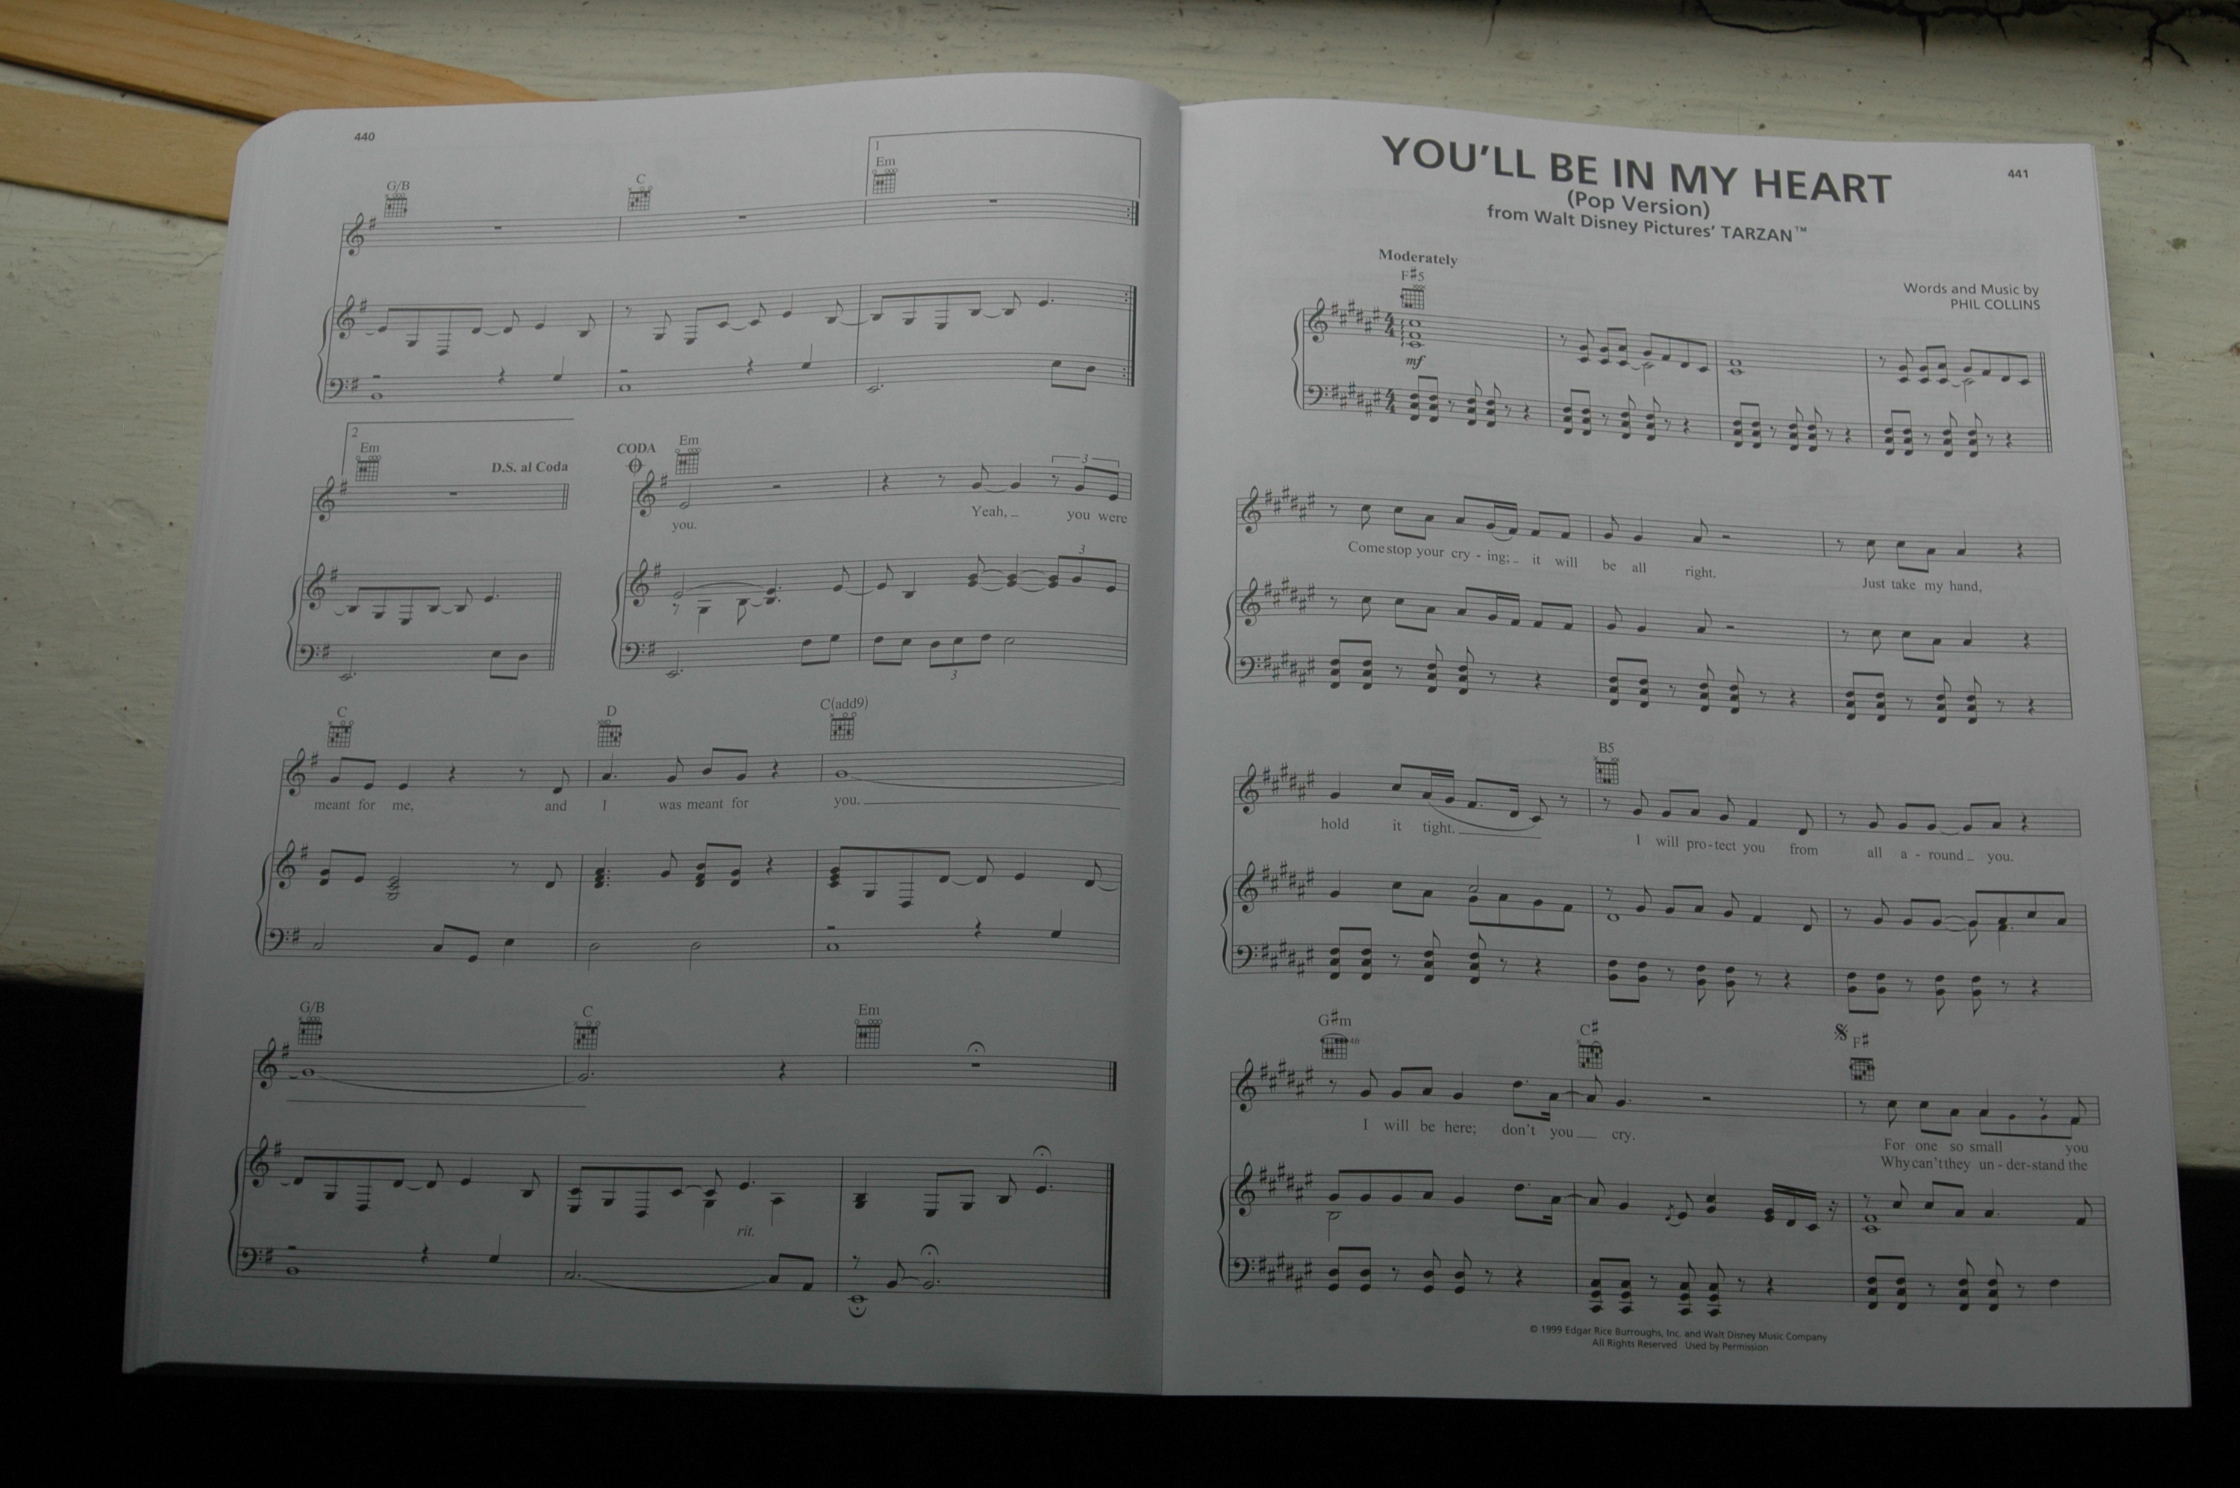 440
1
G/B C Em
2
Em
D.S. al Coda
CODA
Em
3
you. Yeah, you were
3
3
C D C(add9)
meant for me, and I was meant for you.
G/B C Em
rit.
441
YOU'LL BE IN MY HEART
(Pop Version)
from Walt Disney Pictures' TARZAN™
Words and Music by
PHIL COLLINS
Moderately
F♯5
4
4
mf
4
4
Come stop your cry - ing; it will be all right. Just take my hand,
B5
hold it tight. I will pro - tect you from all a - round you.
G♯m C♯ F♯
4fr
I will be here; don't you cry. For one so small you
Why can't they un - der - stand the
© 1999 Edgar Rice Burroughs, Inc. and Walt Disney Music Company
All Rights Reserved Used by Permission